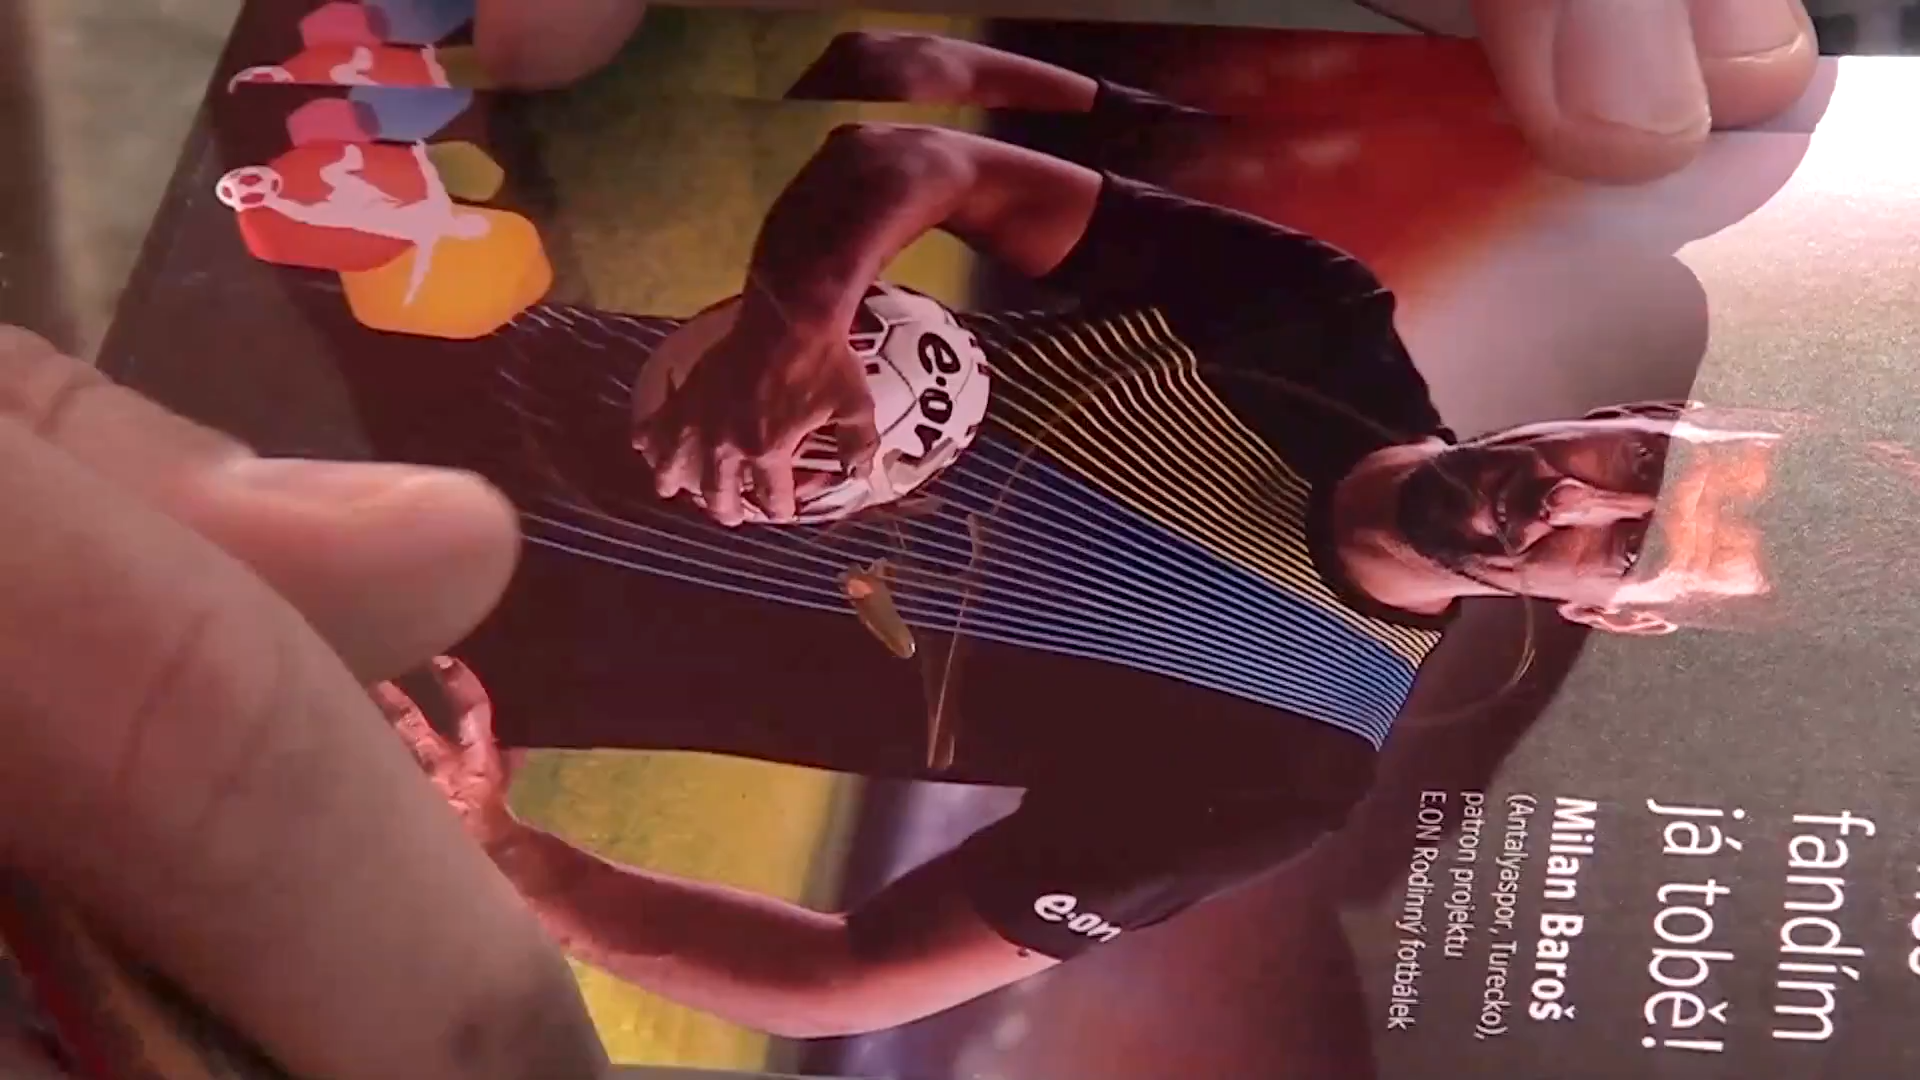 fandím
já tobě!
Milan Baroš
(Antalyaspor, Turecko),
patron projektu
E.ON Rodinný fotbálek
e·on
e·on